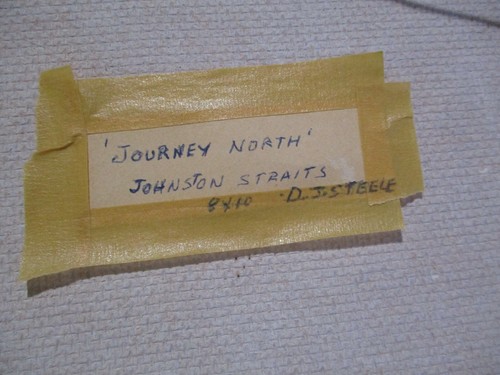 'JOURNEY NORTH'
JOHNSTON STRAITS
8X10 D.J.STEELE